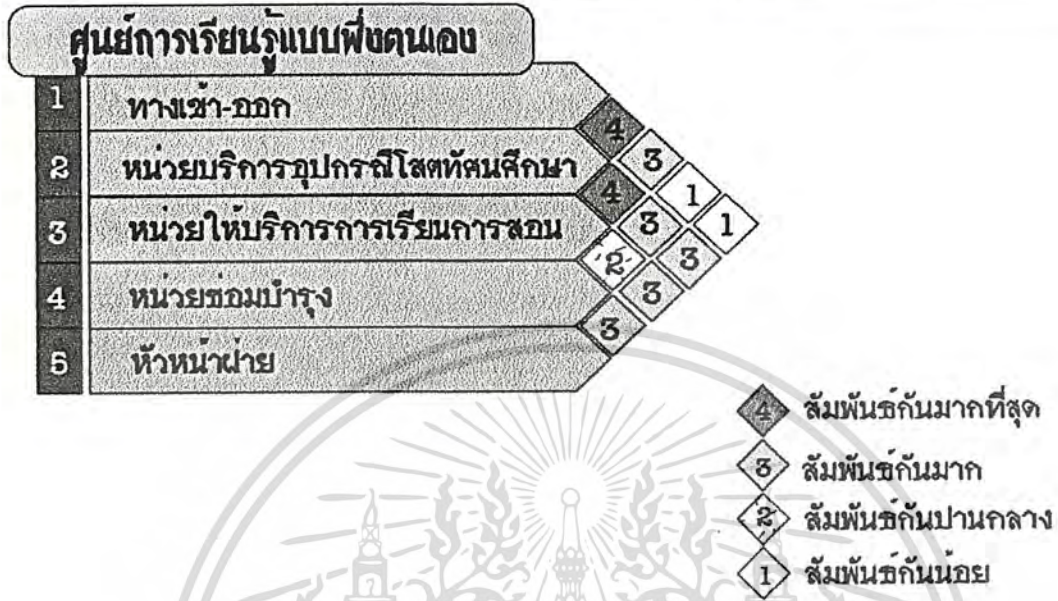 ศูนย์การเรียนรู้แบบพึ่งตนเอง
1 ทางเข้า-ออก
2 หน่วยบริการอุปกรณ์โสตทัศนศึกษา
3 หน่วยให้บริการการเรียนการสอน
4 หน่วยซ่อมบำรุง
5 หัวหน้าฝ่าย
4
3
4 1
3 1
2 3
3
3
4 สัมพันธ์กันมากที่สุด
3 สัมพันธ์กันมาก
2 สัมพันธ์กันปานกลาง
1 สัมพันธ์กันน้อย